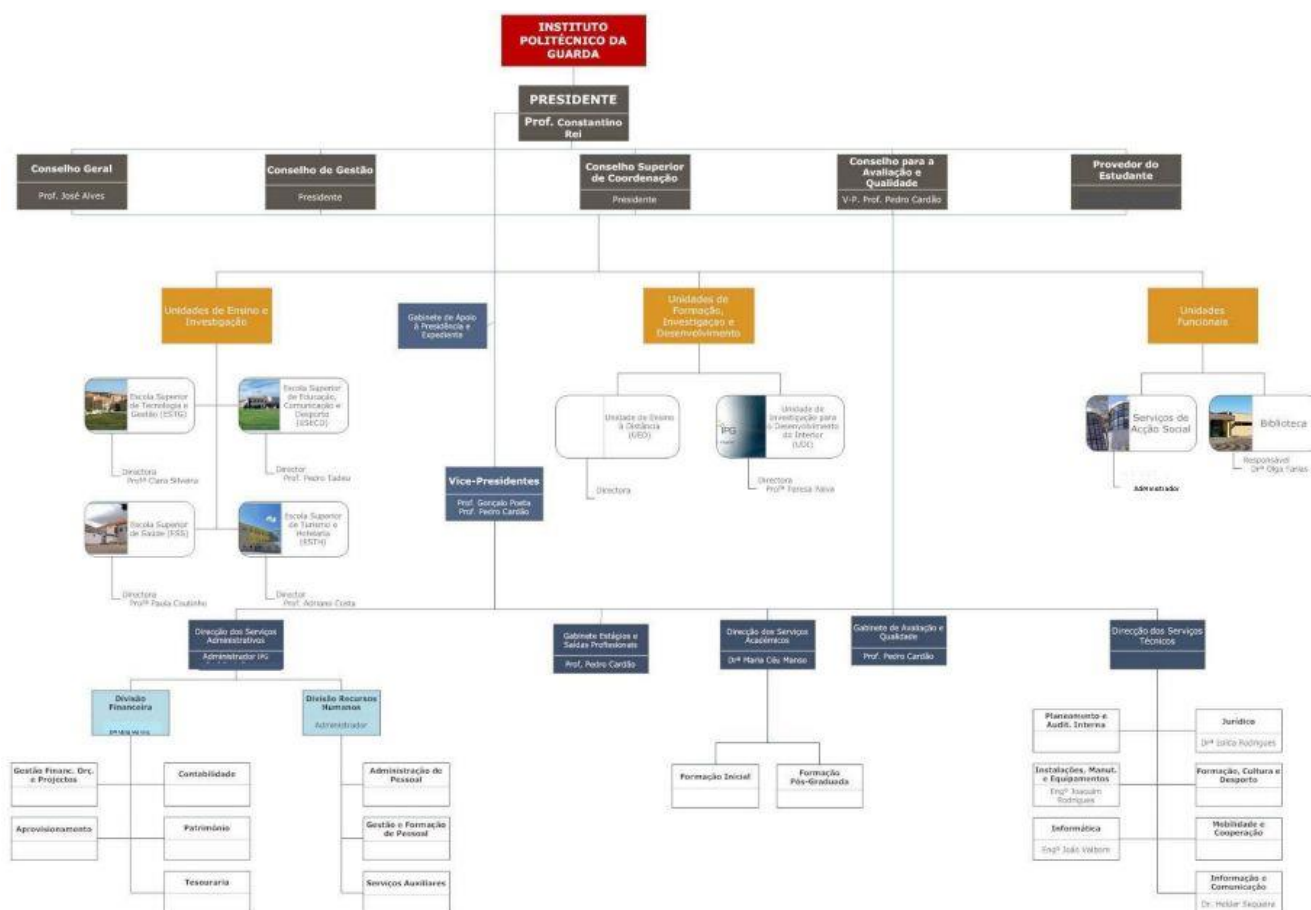 INSTITUTO
POLITÉCNICO DA
GUARDA
PRESIDENTE
Prof. Constantino
Rei
Conselho Geral
Prof. José Alves
Conselho de Gestão
Presidente
Conselho Superior
de Coordenação
Presidente
Conselho para a
Avaliação e
Qualidade
V-P. Prof. Pedro Cardão
Provedor do
Estudante
Unidades de Ensino e
Investigação
Gabinete de Apoio
à Presidência e
Expediente
Unidades de
Formação,
Investigaçao e
Desenvolvimento
Unidades
Funcionais
Escola Superior
de Tecnologia e
Gestão (ESTG)
Directora
Profª Clara Silveira
Escola Superior
de Educação,
Comunicação e
Desporto
(ESECD)
Director
Prof. Pedro Tadeu
Unidade de Ensino
à Distância
(UED)
Directora
Unidade de
Investigação para
o Desenvolvimento
do Interior
(UDI)
IPG
Directora
Profª Teresa Paiva
Serviços de
Acção Social
Administrador
Biblioteca
Responsável
Drª Olga Farias
Vice-Presidentes
Prof. Gonçalo Poeta
Prof. Pedro Cardão
Escola Superior
de Saúde (ESS)
Directora
Profª Paula Coutinho
Escola Superior
de Turismo e
Hotelaria
(ESTH)
Director
Prof. Adriano Costa
Direcção dos Serviços
Administrativos
Administrador IPG
Gabinete Estágios e
Saídas Profissionais
Prof. Pedro Cardão
Direcção dos Serviços
Académicos
Drª Maria Céu Manso
Gabinete de Avaliação e
Qualidade
Prof. Pedro Cardão
Direcção dos Serviços
Técnicos
Divisão
Financeira
Divisão Recursos
Humanos
Administrador
Gestão Financ. Orç.
e Projectos
Contabilidade
Aprovisionamento
Património
Tesouraria
Administração de
Pessoal
Gestão e Formação
de Pessoal
Serviços Auxiliares
Formação Inicial
Formação
Pós-Graduada
Planeamento e
Audit. Interna
Jurídico
Rodrigues
Instalações, Manut.
e Equipamentos
Engº Joaquim
Rodrigues
Formação, Cultura e
Desporto
Informática
Engº João Valbom
Mobilidade e
Cooperação
Informação e
Comunicação
Dr. Helder Sequeira